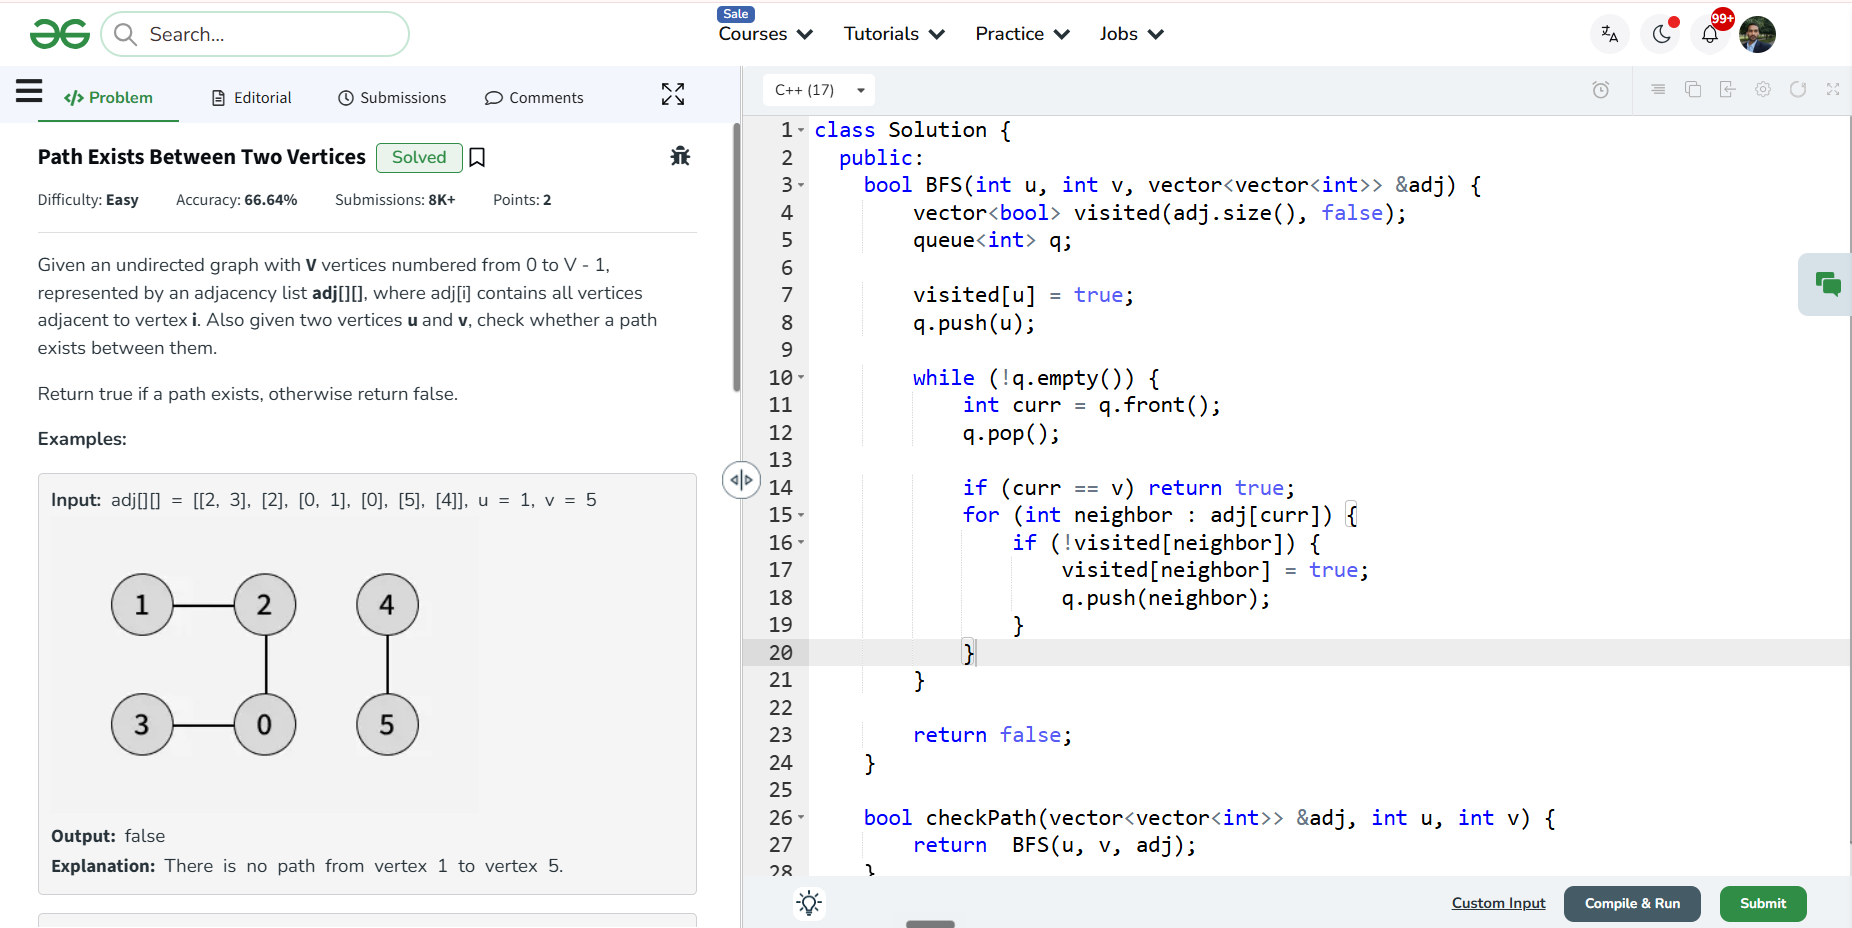 Search...
Sale
Courses
Tutorials
Practice
Jobs
99+
</> Problem
Editorial
Submissions
Comments
Path Exists Between Two Vertices
Solved
Difficulty: Easy
Accuracy: 66.64%
Submissions: 8K+
Points: 2
Given an undirected graph with V vertices numbered from 0 to V - 1,
represented by an adjacency list adj[][], where adj[i] contains all vertices
adjacent to vertex i. Also given two vertices u and v, check whether a path
exists between them.
Return true if a path exists, otherwise return false.
Examples:
Input: adj[][] = [[2, 3], [2], [0, 1], [0], [5], [4]], u = 1, v = 5
1 2 4
3 0 5
Output: false
Explanation: There is no path from vertex 1 to vertex 5.
C++ (17)
1 class Solution {
2 public:
3 bool BFS(int u, int v, vector<vector<int>> &adj) {
4 vector<bool> visited(adj.size(), false);
5 queue<int> q;
6
7 visited[u] = true;
8 q.push(u);
9
10 while (!q.empty()) {
11 int curr = q.front();
12 q.pop();
13
14 if (curr == v) return true;
15 for (int neighbor : adj[curr]) {
16 if (!visited[neighbor]) {
17 visited[neighbor] = true;
18 q.push(neighbor);
19 }
20 }
21 }
22
23 return false;
24 }
25
26 bool checkPath(vector<vector<int>> &adj, int u, int v) {
27 return  BFS(u, v, adj);
28 }
Custom Input
Compile & Run
Submit